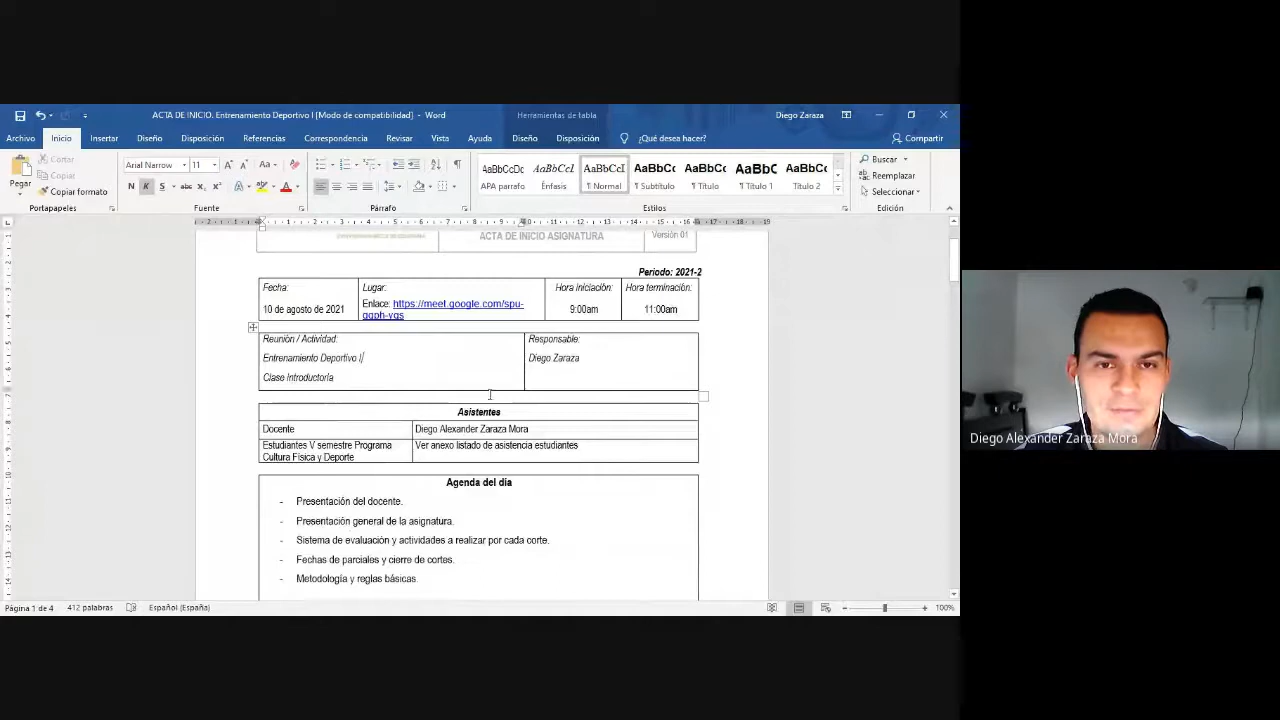 ACTA DE INICIO. Entrenamiento Deportivo I [Modo de compatibilidad] - Word
Herramientas de tabla
Diego Zaraza
Archivo Inicio Insertar Diseño Disposición Referencias Correspondencia Revisar Vista Ayuda Diseño Disposición ¿Qué desea hacer? Compartir
Pegar
Cortar
Copiar
Copiar formato
Portapapeles
Arial Narrow 11
N K S abc
Fuente
Párrafo
AaBbCcDc AaBbCcI AaBbCcI AaBbCc AaBbCc AaBbC AaBbCc
APA parrafo Énfasis ¶ Normal ¶ Subtítulo ¶ Título ¶ Título 1 Título 2
Estilos
Buscar
Reemplazar
Seleccionar
Edición
ACTA DE INICIO ASIGNATURA Versión 01
Periodo: 2021-2
Fecha: Lugar: Hora iniciación: Hora terminación:
10 de agosto de 2021 Enlace: https://meet.google.com/spu- 9:00am 11:00am
Reunión / Actividad: Responsable:
Entrenamiento Deportivo I Diego Zaraza
Clase Introductoria
Asistentes
Docente Diego Alexander Zaraza Mora
Estudiantes V semestre Programa Ver anexo listado de asistencia estudiantes
Cultura Física y Deporte
Agenda del día
- Presentación del docente.
- Presentación general de la asignatura.
- Sistema de evaluación y actividades a realizar por cada corte.
- Fechas de parciales y cierre de cortes.
- Metodología y reglas básicas.
Página 1 de 4 412 palabras Español (España) 100%
Diego Alexander Zaraza Mora